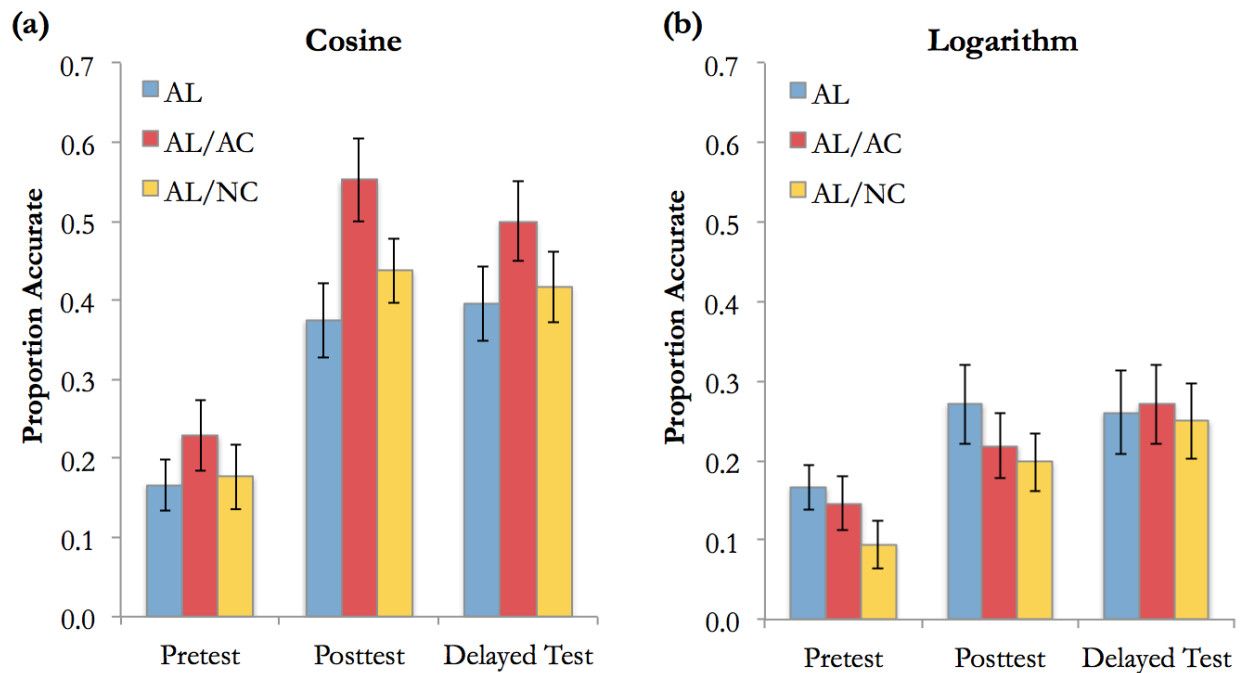 (a)
Cosine
Proportion Accurate
0.7
0.6
0.5
0.4
0.3
0.2
0.1
0.0
AL
AL/AC
AL/NC
Pretest
Posttest
Delayed Test
(b)
Logarithm
Proportion Accurate
0.7
0.6
0.5
0.4
0.3
0.2
0.1
0.0
AL
AL/AC
AL/NC
Pretest
Posttest
Delayed Test